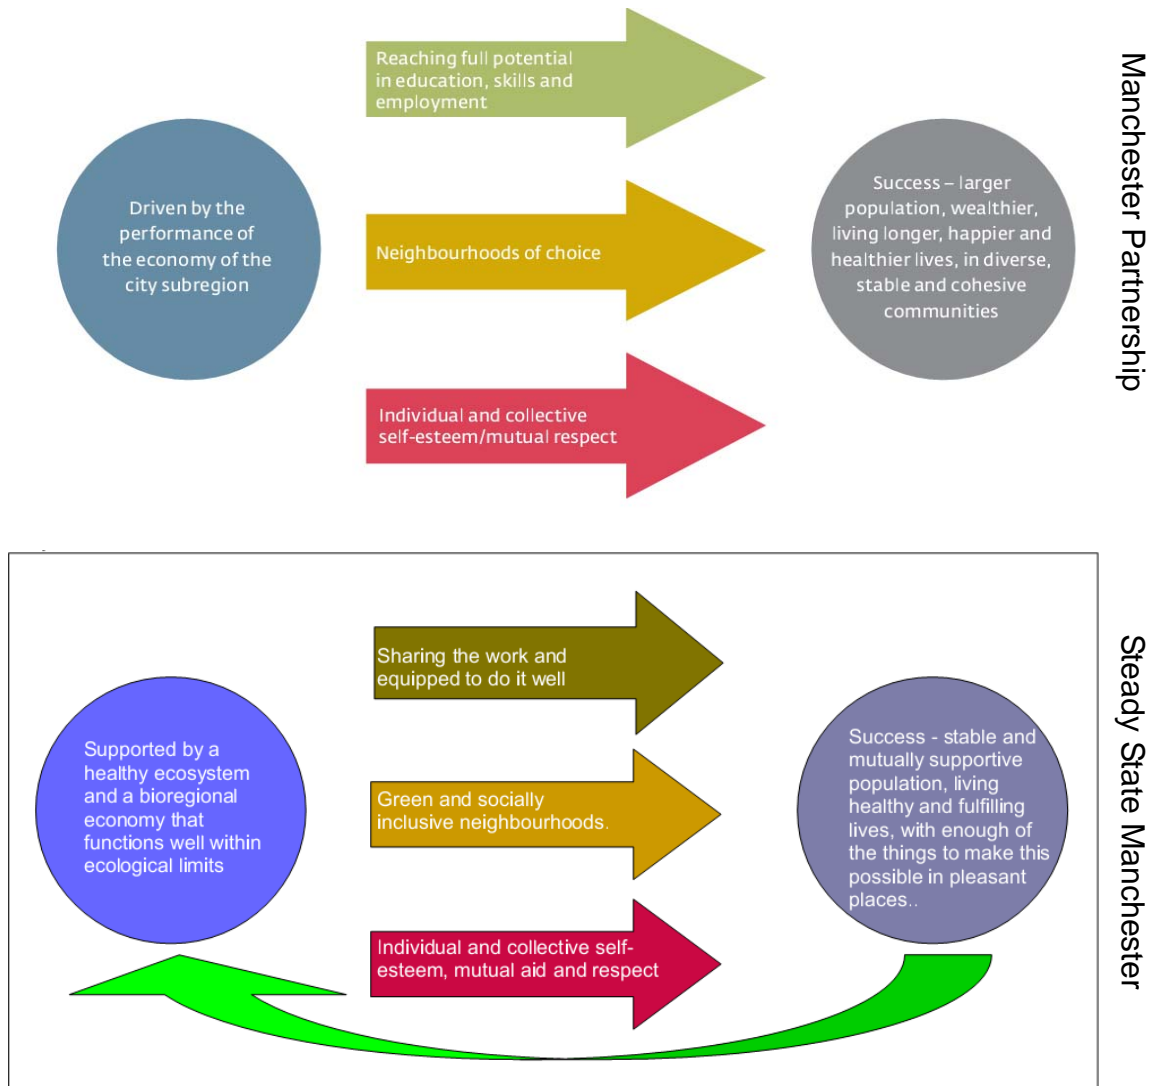 Reaching full potential
in education, skills and
employment
Driven by the
performance of
the economy of the
city subregion
Neighbourhoods of choice
Success – larger
population, wealthier,
living longer, happier and
healthier lives, in diverse,
stable and cohesive
communities
Individual and collective
self-esteem/mutual respect
Manchester Partnership
Sharing the work and
equipped to do it well
Supported by a
healthy ecosystem
and a bioregional
economy that
functions well within
ecological limits
Green and socially
inclusive neighbourhoods.
Success - stable and
mutually supportive
population, living
healthy and fulfilling
lives, with enough of
the things to make this
possible in pleasant
places..
Individual and collective self-
esteem, mutual aid and respect
Steady State Manchester